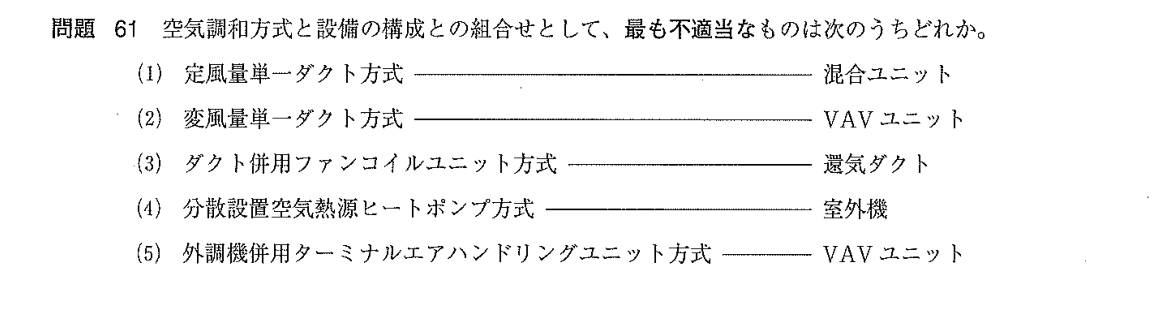 問題 61 空気調和方式と設備の構成との組合せとして、最も不適当なものは次のうちどれか。
(1) 定風量単一ダクト方式 ――― 混合ユニット
(2) 変風量単一ダクト方式 ――― VAV ユニット
(3) ダクト併用ファンコイルユニット方式 ――― 還気ダクト
(4) 分散設置空気熱源ヒートポンプ方式 ――― 室外機
(5) 外調機併用ターミナルエアハンドリングユニット方式 ――― VAV ユニット